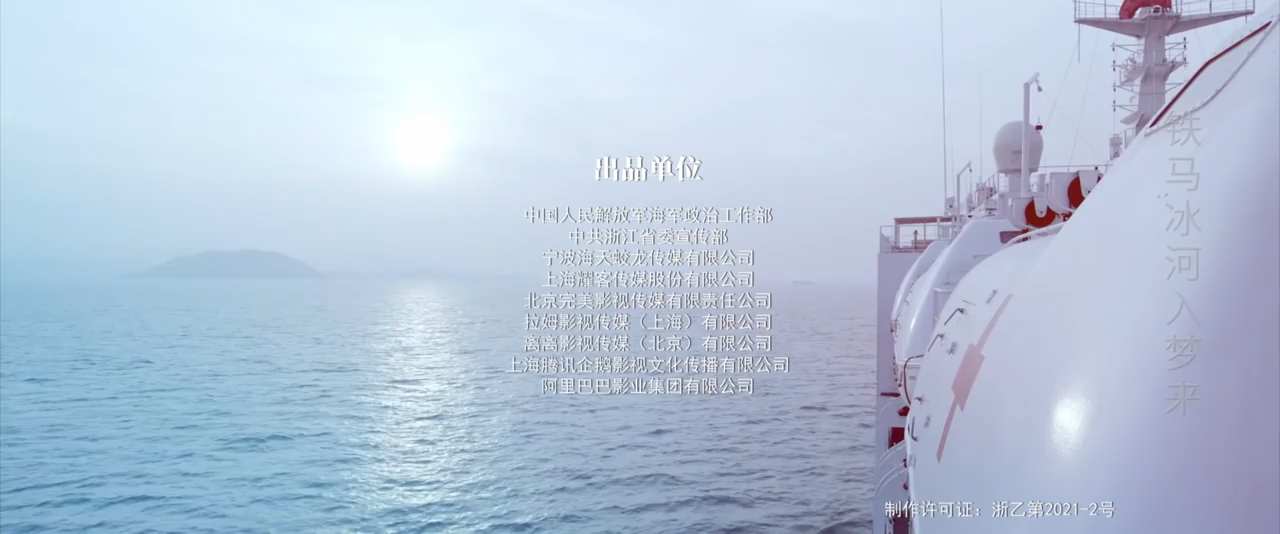 出品单位
中国人民解放军海军政治工作部
中共浙江省委宣传部
宁波海天蛟龙传媒有限公司
上海耀客传媒股份有限公司
北京完美影视传媒有限责任公司
拉姆影视传媒（上海）有限公司
离离影视传媒（北京）有限公司
上海腾讯企鹅影视文化传播有限公司
阿里巴巴影业集团有限公司
铁马冰河入梦来
制作许可证：浙乙第2021-2号